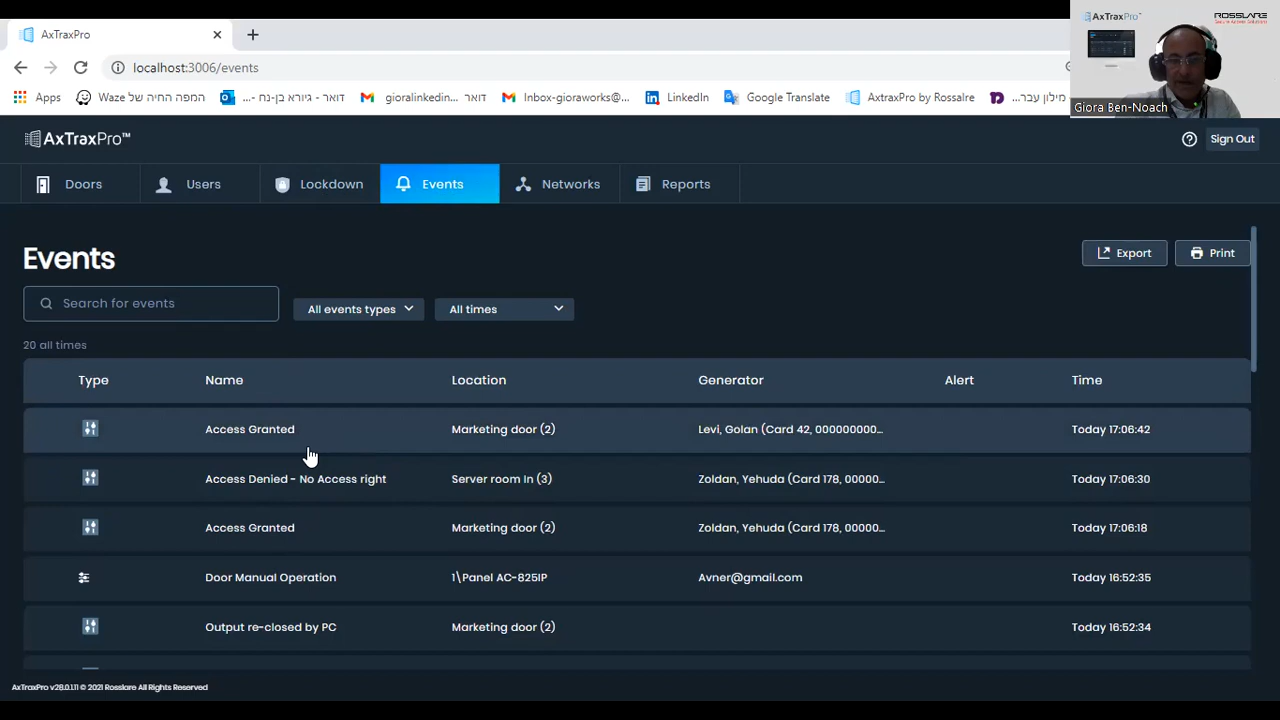 AxTraxPro
localhost:3006/events
Apps
המפה החיה של Waze
דואר - גיורא בן-נח -...
דואר gioralinkedin...
Inbox-gioraworks@...
LinkedIn
Google Translate
AxtraxPro by Rossalre
מילון עבר...
AxTraxPro™
ROSSLARE
Giora Ben-Noach
AxTraxPro™
Sign Out
Doors
Users
Lockdown
Events
Networks
Reports
Events
Export
Print
Search for events
All events types
All times
20 all times
Type Name Location Generator Alert Time
Access Granted Marketing door (2) Levi, Golan (Card 42, 000000000... Today 17:06:42
Access Denied - No Access right Server room In (3) Zoldan, Yehuda (Card 178, 00000... Today 17:06:30
Access Granted Marketing door (2) Zoldan, Yehuda (Card 178, 00000... Today 17:06:18
Door Manual Operation 1\Panel AC-825IP Avner@gmail.com Today 16:52:35
Output re-closed by PC Marketing door (2) Today 16:52:34
AxTraxPro v28.0.1.11 © 2021 Rosslare All Rights Reserved